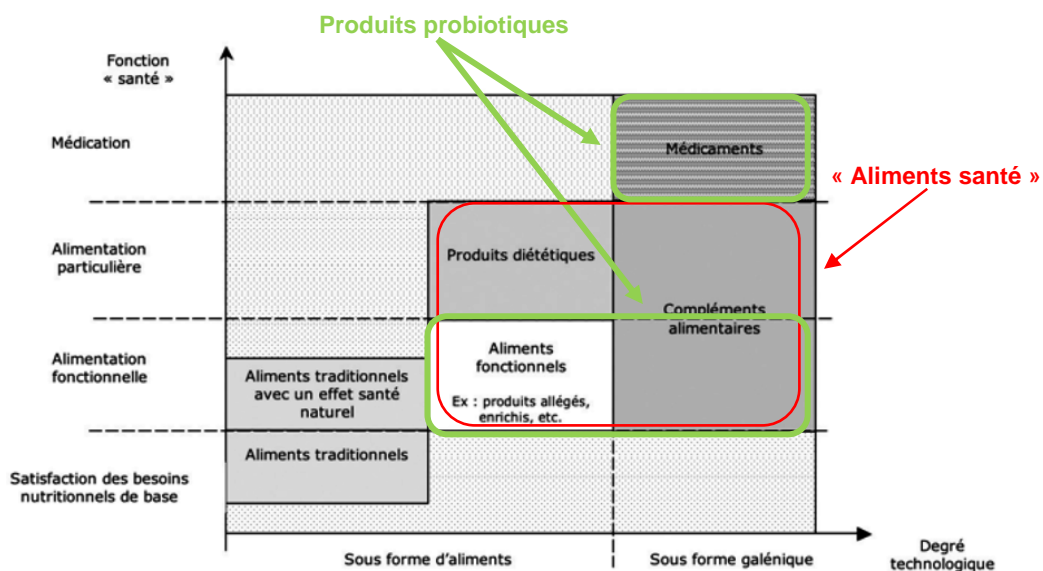 Produits probiotiques
Fonction
« santé »
Médication
Médicaments
« Aliments santé »
Alimentation
particulière
Produits diététiques
Compléments
alimentaires
Alimentation
fonctionnelle
Aliments
fonctionnels
Ex : produits allégés,
enrichis, etc.
Aliments traditionnels
avec un effet santé
naturel
Aliments traditionnels
Satisfaction des besoins
nutritionnels de base
Sous forme d'aliments
Sous forme galénique
Degré
technologique